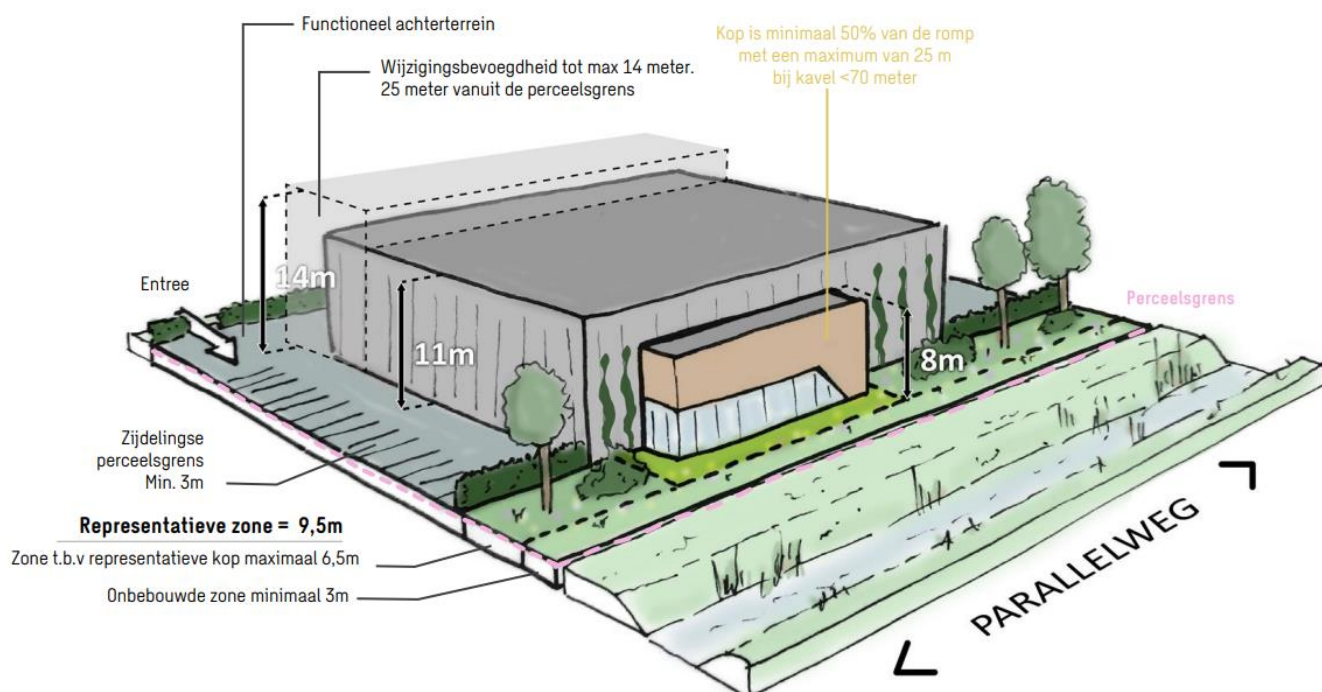 Functioneel achterterrein
Wijzigingsbevoegdheid tot max 14 meter.
25 meter vanuit de perceelsgrens
Kop is minimaal 50% van de romp
met een maximum van 25 m
bij kavel <70 meter
14m
Entree
11m
8m
Perceelsgrens
Zijdelingse
perceelsgrens
Min. 3m
Representatieve zone = 9,5m
Zone t.b.v representatieve kop maximaal 6,5m
Onbebouwde zone minimaal 3m
PARALLELWEG